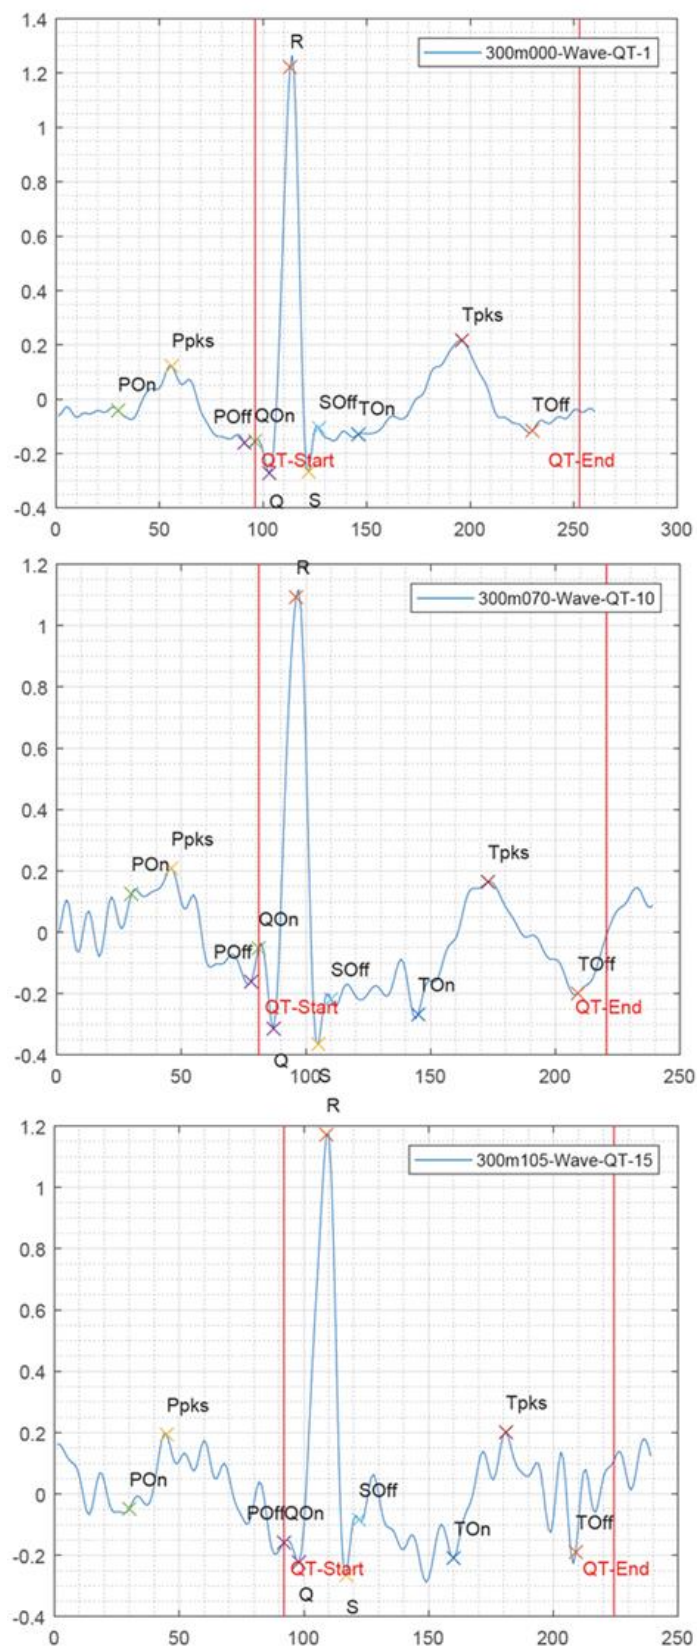 1.4
R
300m000-Wave-QT-1
1.2
1
0.8
0.6
0.4
Tpks
Ppks
0.2
POn
SOff TOn TOff
0
POff QOn
-0.2
QT-Start QT-End
Q S
-0.4
0 50 100 150 200 250 300
1.2
R
300m070-Wave-QT-10
1
0.8
0.6
0.4
Ppks
Tpks
0.2
POn
QOn
0
POff SOff TOn TOff
-0.2
QT-Start QT-End
-0.4
Q S
0 50 100 150 200 250
R
1.2
300m105-Wave-QT-15
1
0.8
0.6
0.4
Ppks Tpks
0.2
POn SOff
0
POff QOn TOn TOff
-0.2
QT-Start QT-End
Q S
-0.4
0 50 100 150 200 250